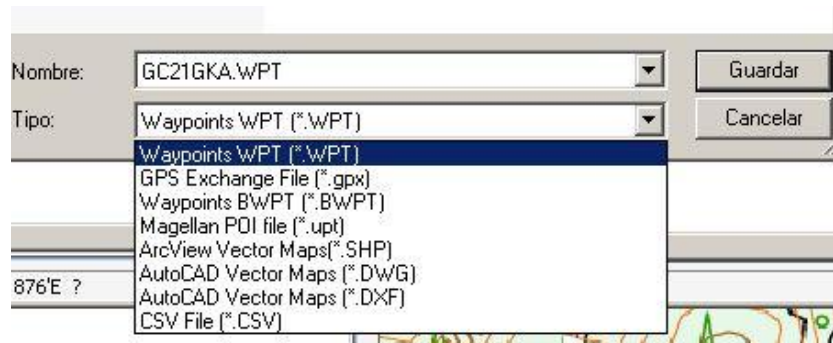 Nombre: GC21GKA.WPT Guardar
Tipo: Waypoints WPT (*.WPT) Cancelar
Waypoints WPT (*.WPT)
GPS Exchange File (*.gpx)
Waypoints BWPT (*.BWPT)
Magellan POI file (*.upt)
ArcView Vector Maps(*.SHP)
AutoCAD Vector Maps (*.DWG)
AutoCAD Vector Maps (*.DXF)
CSV File (*.CSV)
876'E ?